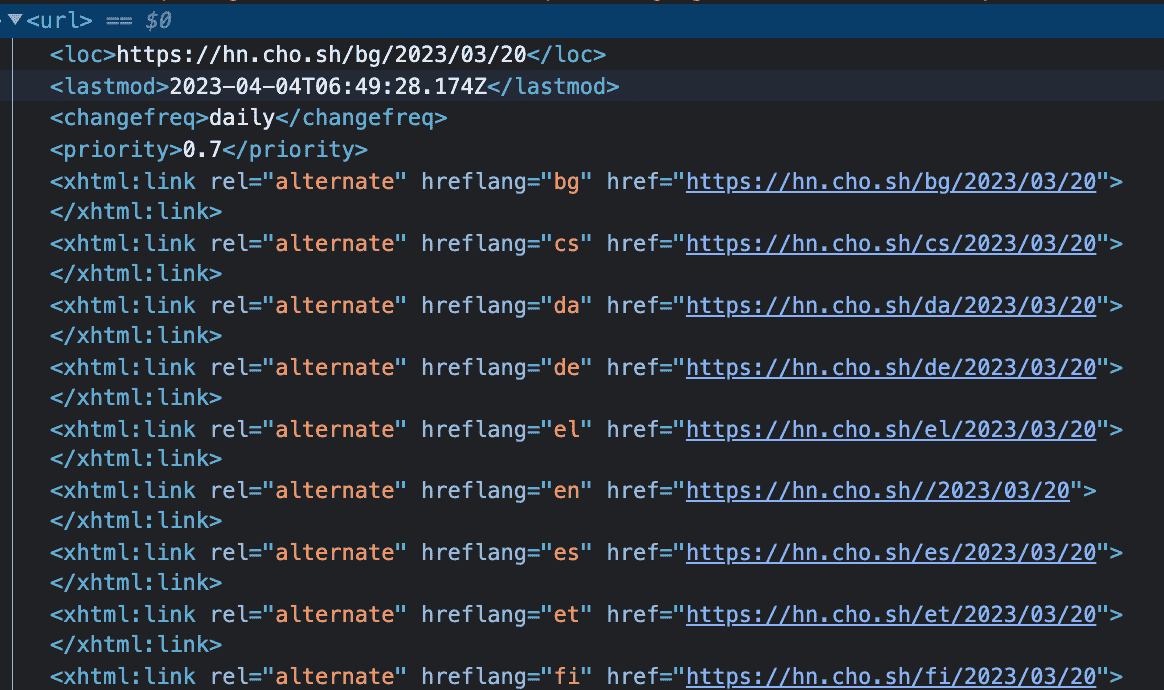 ▼<url> == $0
<loc>https://hn.cho.sh/bg/2023/03/20</loc>
<lastmod>2023-04-04T06:49:28.174Z</lastmod>
<changefreq>daily</changefreq>
<priority>0.7</priority>
<xhtml:link rel="alternate" hreflang="bg" href="https://hn.cho.sh/bg/2023/03/20">
</xhtml:link>
<xhtml:link rel="alternate" hreflang="cs" href="https://hn.cho.sh/cs/2023/03/20">
</xhtml:link>
<xhtml:link rel="alternate" hreflang="da" href="https://hn.cho.sh/da/2023/03/20">
</xhtml:link>
<xhtml:link rel="alternate" hreflang="de" href="https://hn.cho.sh/de/2023/03/20">
</xhtml:link>
<xhtml:link rel="alternate" hreflang="el" href="https://hn.cho.sh/el/2023/03/20">
</xhtml:link>
<xhtml:link rel="alternate" hreflang="en" href="https://hn.cho.sh//2023/03/20">
</xhtml:link>
<xhtml:link rel="alternate" hreflang="es" href="https://hn.cho.sh/es/2023/03/20">
</xhtml:link>
<xhtml:link rel="alternate" hreflang="et" href="https://hn.cho.sh/et/2023/03/20">
</xhtml:link>
<xhtml:link rel="alternate" hreflang="fi" href="https://hn.cho.sh/fi/2023/03/20">